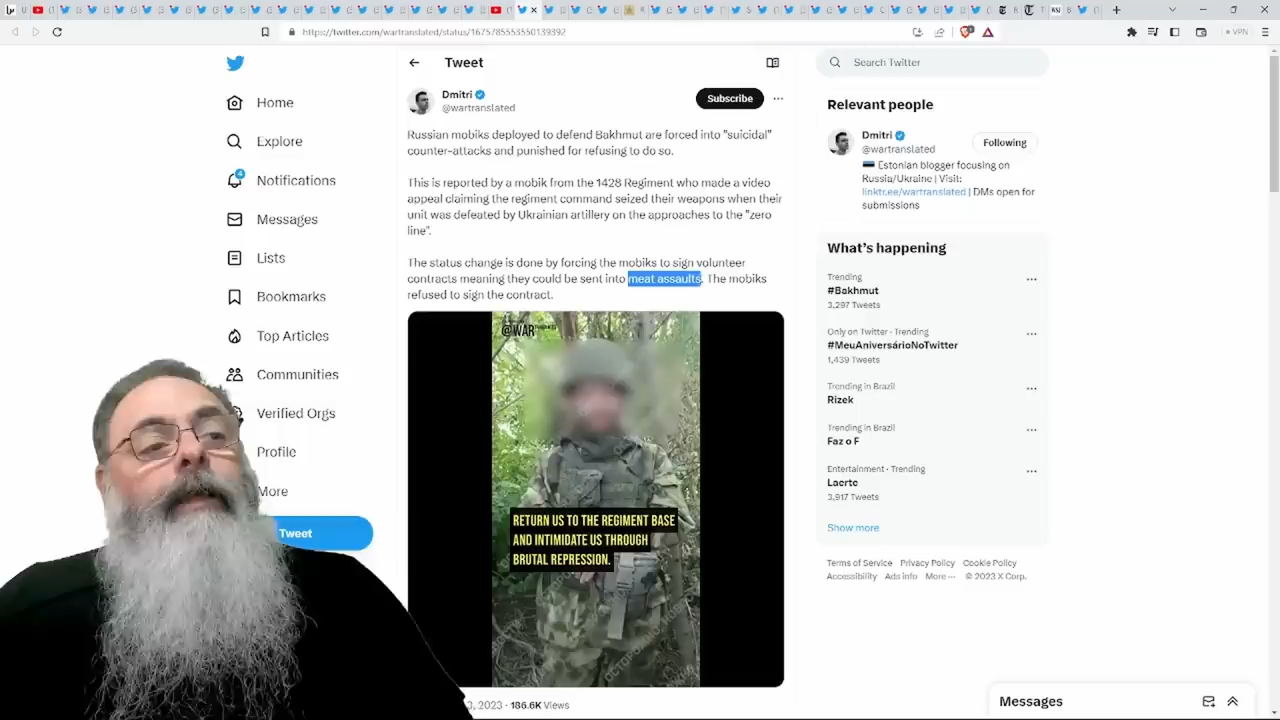 https://twitter.com/wartranslated/status/1675785553550139392
VPN
Home
Explore
4
Notifications
Messages
Lists
Bookmarks
Top Articles
Communities
Verified Orgs
Profile
More
Tweet
Tweet
Dmitri
@wartranslated
Subscribe
Russian mobiks deployed to defend Bakhmut are forced into "suicidal"
counter-attacks and punished for refusing to do so.
This is reported by a mobik from the 1428 Regiment who made a video
appeal claiming the regiment command seized their weapons when their
unit was defeated by Ukrainian artillery on the approaches to the "zero
line".
The status change is done by forcing the mobiks to sign volunteer
contracts meaning they could be sent into meat assaults. The mobiks
refused to sign the contract.
@WAR
RETURN US TO THE REGIMENT BASE
AND INTIMIDATE US THROUGH
BRUTAL REPRESSION.
3, 2023 · 186.6K Views
Search Twitter
Relevant people
Dmitri
@wartranslated
Following
Estonian blogger focusing on
Russia/Ukraine | Visit:
linktr.ee/wartranslated | DMs open for
submissions
What's happening
Trending
#Bakhmut
3,297 Tweets
Only on Twitter · Trending
#MeuAniversárioNoTwitter
1,439 Tweets
Trending in Brazil
Rizek
Trending in Brazil
Faz o F
Entertainment · Trending
Laerte
3,917 Tweets
Show more
Terms of Service Privacy Policy Cookie Policy
Accessibility Ads info More ··· © 2023 X Corp.
Messages